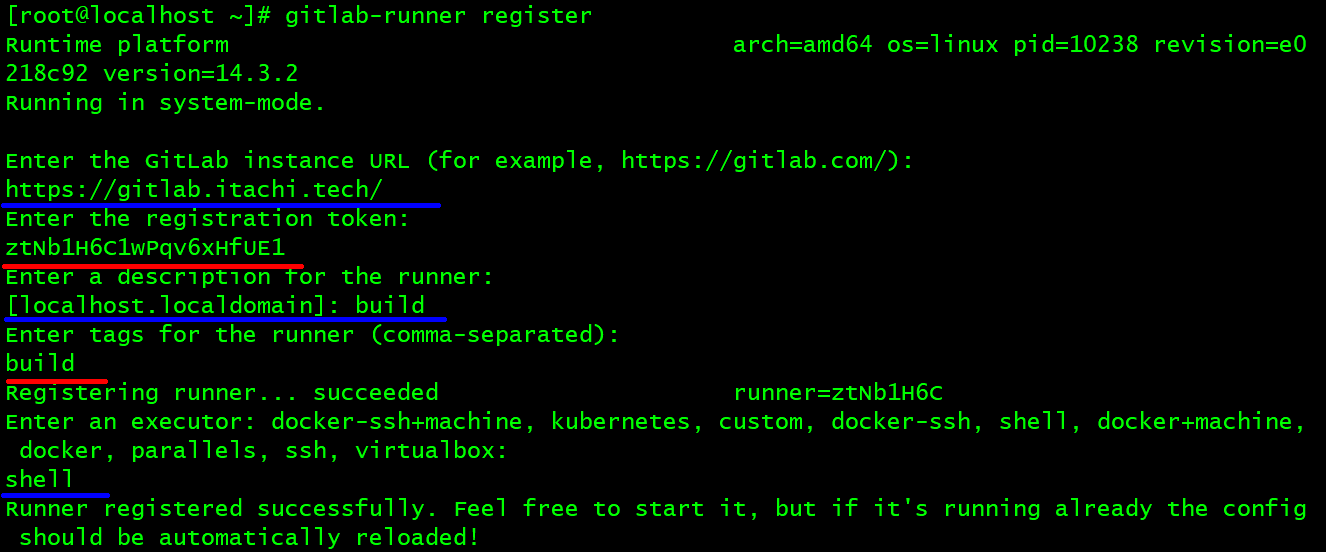 [root@localhost ~]# gitlab-runner register
Runtime platform arch=amd64 os=linux pid=10238 revision=e0
218c92 version=14.3.2
Running in system-mode.
Enter the GitLab instance URL (for example, https://gitlab.com/):
https://gitlab.itachi.tech/
Enter the registration token:
ztNb1H6C1wPqv6xHfUE1
Enter a description for the runner:
[localhost.localdomain]: build
Enter tags for the runner (comma-separated):
build
Registering runner... succeeded runner=ztNb1H6C
Enter an executor: docker-ssh+machine, kubernetes, custom, docker-ssh, shell, docker+machine,
docker, parallels, ssh, virtualbox:
shell
Runner registered successfully. Feel free to start it, but if it's running already the config
should be automatically reloaded!